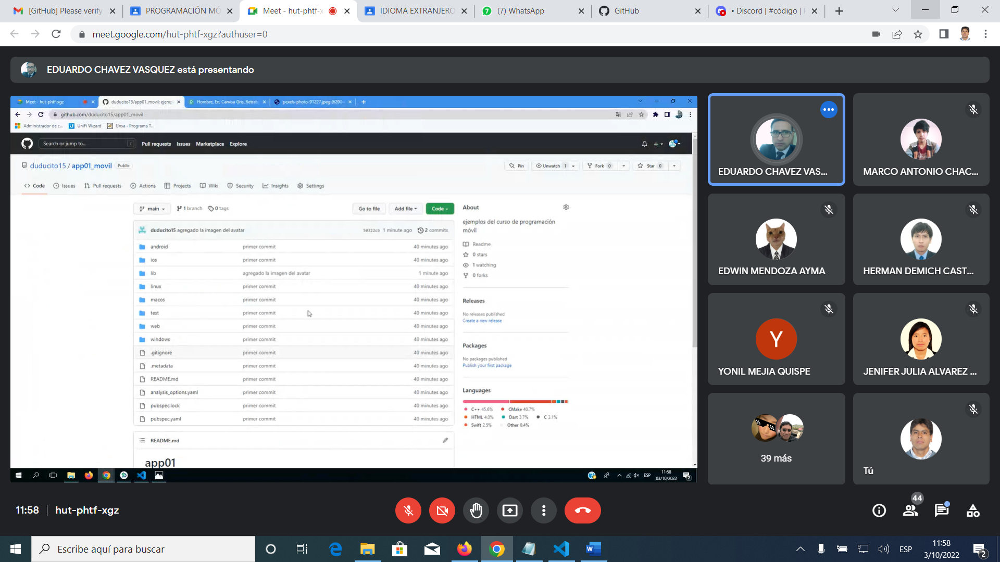 [GitHub] Please verify
PROGRAMACIÓN MÓ
Meet - hut-phtf-x
IDIOMA EXTRANJERO
(7) WhatsApp
GitHub
• Discord | #código |
meet.google.com/hut-phtf-xgz?authuser=0
EDUARDO CHAVEZ VASQUEZ está presentando
Meet - hut-phtf-xgz
duducito15/app01_movil: ejemp
Hombre, En, Camisa Gris, Retrat
pexels-photo-91227.jpeg (6200
github.com/duducito15/app01_movil
Administrador de c...
UniFi Wizard
Unsa - Programa T...
Search or jump to...
/
Pull requests
Issues
Marketplace
Explore
duducito15 / app01_movil
Public
Pin
Unwatch 1
Fork 0
Star 0
Code
Issues
Pull requests
Actions
Projects
Wiki
Security
Insights
Settings
main
1 branch
0 tags
Go to file
Add file
Code
duducito15 agregado la imagen del avatar
50322cb 1 minute ago
2 commits
android primer commit 40 minutes ago
ios primer commit 40 minutes ago
lib agregado la imagen del avatar 1 minute ago
linux primer commit 40 minutes ago
macos primer commit 40 minutes ago
test primer commit 40 minutes ago
web primer commit 40 minutes ago
windows primer commit 40 minutes ago
.gitignore primer commit 40 minutes ago
.metadata primer commit 40 minutes ago
README.md primer commit 40 minutes ago
analysis_options.yaml primer commit 40 minutes ago
pubspec.lock primer commit 40 minutes ago
pubspec.yaml primer commit 40 minutes ago
README.md
app01
About
ejemplos del curso de programación
móvil
Readme
0 stars
1 watching
0 forks
Releases
No releases published
Create a new release
Packages
No packages published
Publish your first package
Languages
C++ 45.6% CMake 40.7%
HTML 4.0% Dart 3.7% C 3.1%
Swift 2.5% Other 0.4%
ESP
11:58
03/10/2022
2
EDUARDO CHAVEZ VAS...
MARCO ANTONIO CHAC...
EDWIN MENDOZA AYMA
HERMAN DEMICH CAST...
Y
YONIL MEJIA QUISPE
JENIFER JULIA ALVAREZ ...
39 más
Tú
11:58
hut-phtf-xgz
44
Escribe aquí para buscar
ESP
11:58
3/10/2022
2